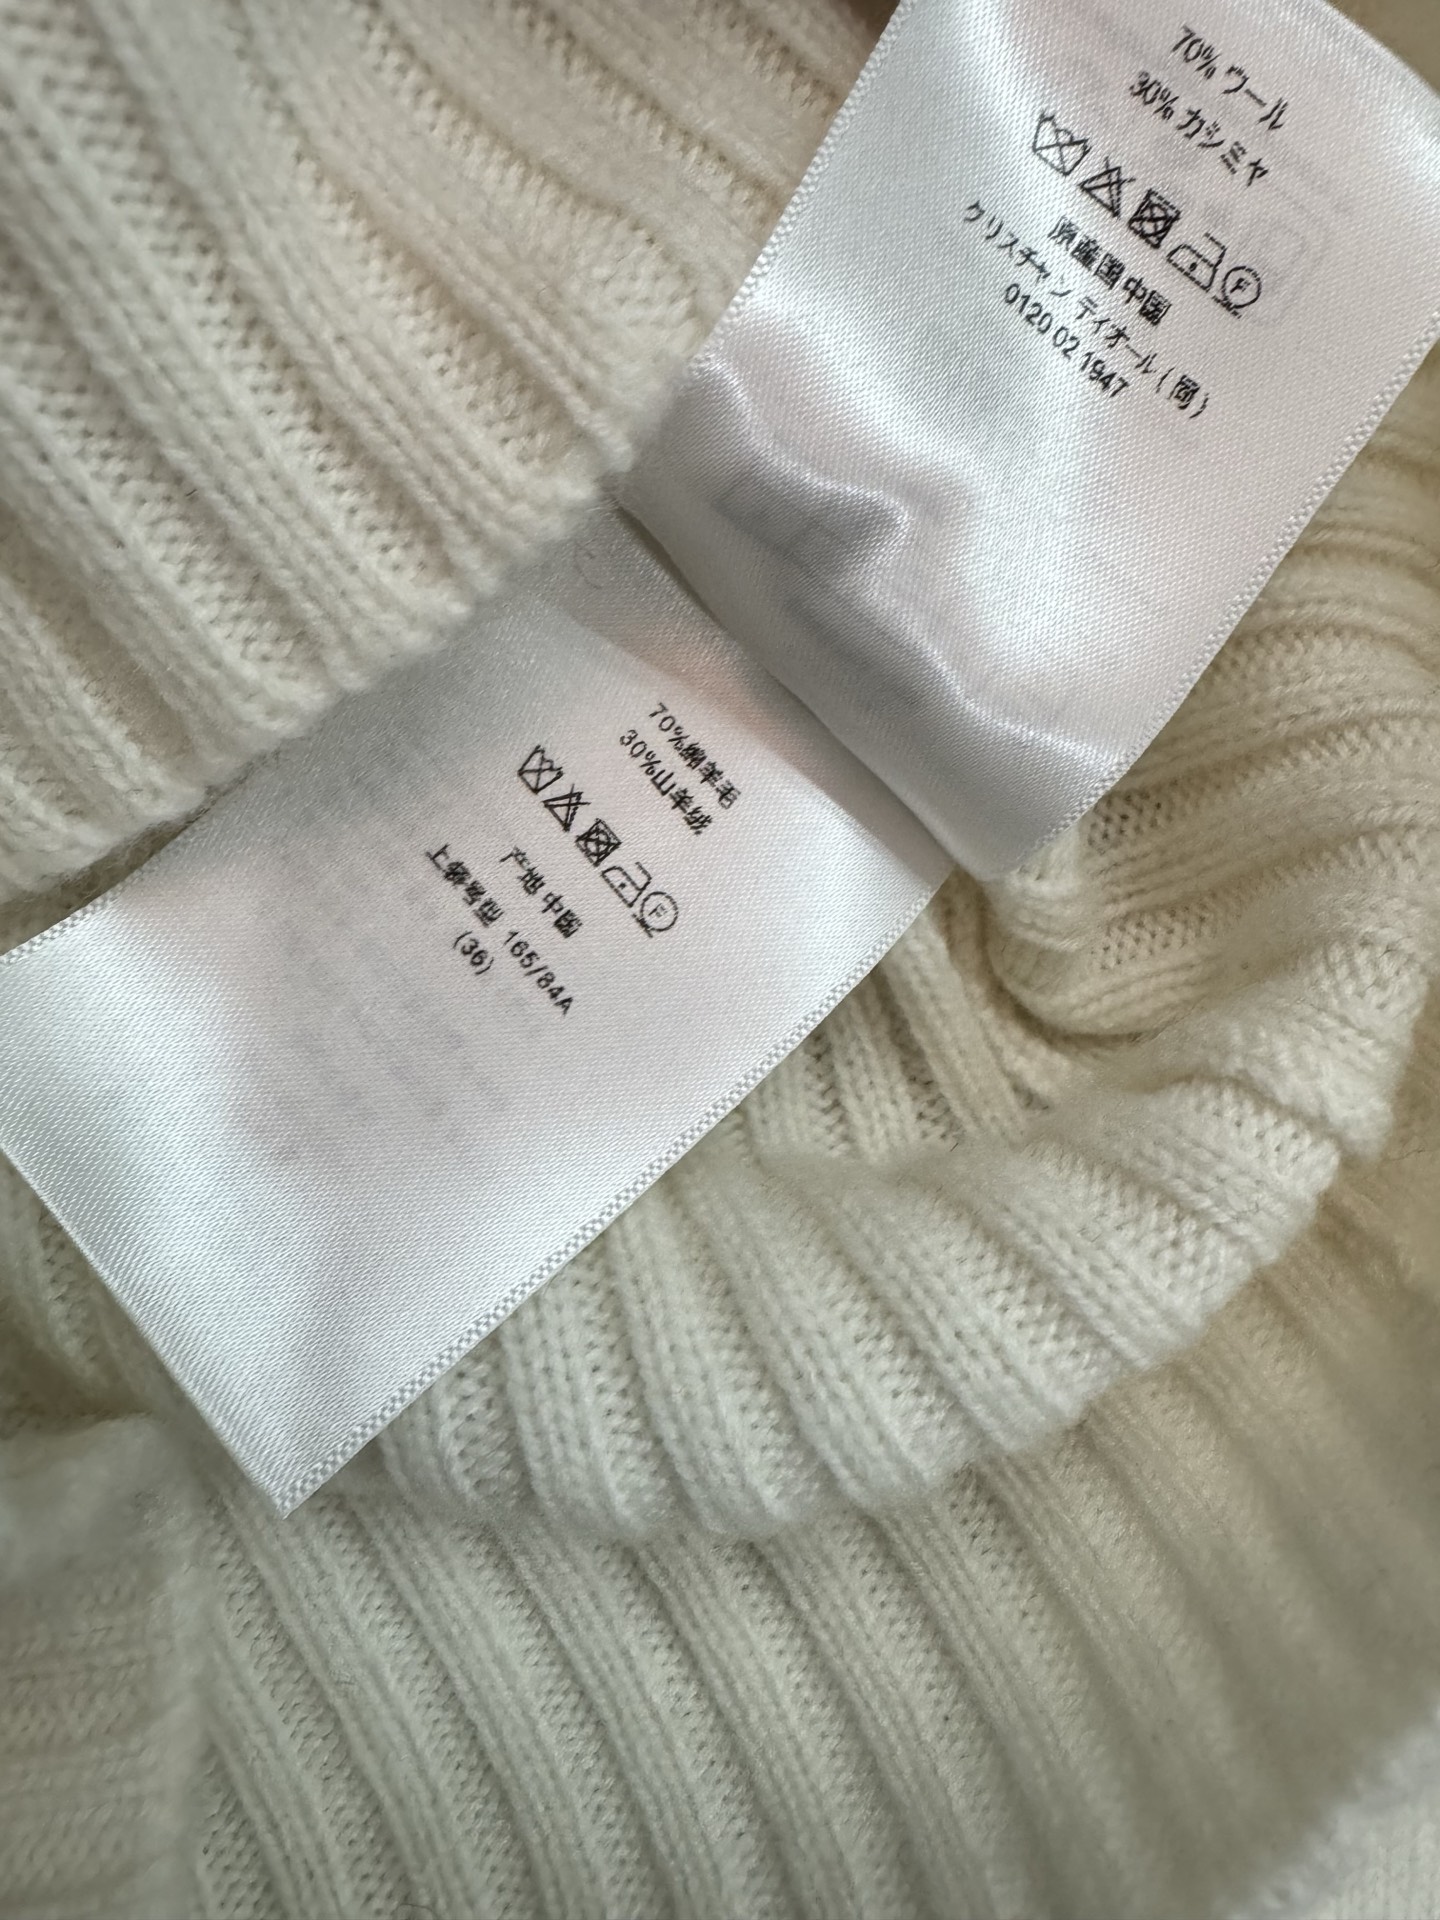 70% ウール
30% カシミヤ
F
原産国 中国
クリスチャン ディオール (同)
0120 02 1947
70%绵羊毛
30%山羊绒
F
产地 中国
上装号型 165/84A
(36)